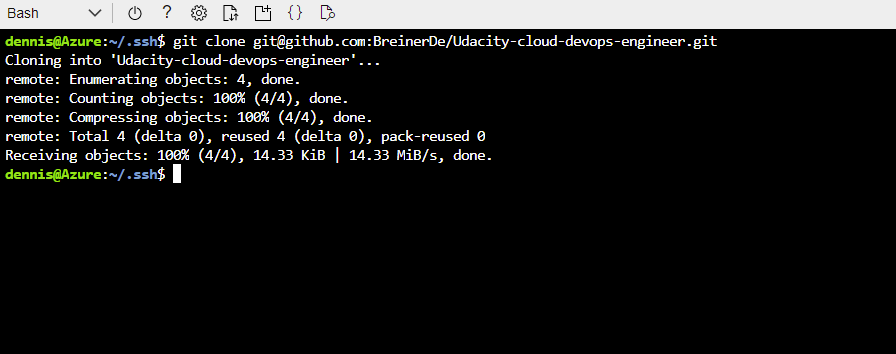 Bash
dennis@Azure:~/.ssh$ git clone git@github.com:BreinerDe/Udacity-cloud-devops-engineer.git
Cloning into 'Udacity-cloud-devops-engineer'...
remote: Enumerating objects: 4, done.
remote: Counting objects: 100% (4/4), done.
remote: Compressing objects: 100% (4/4), done.
remote: Total 4 (delta 0), reused 4 (delta 0), pack-reused 0
Receiving objects: 100% (4/4), 14.33 KiB | 14.33 MiB/s, done.
dennis@Azure:~/.ssh$